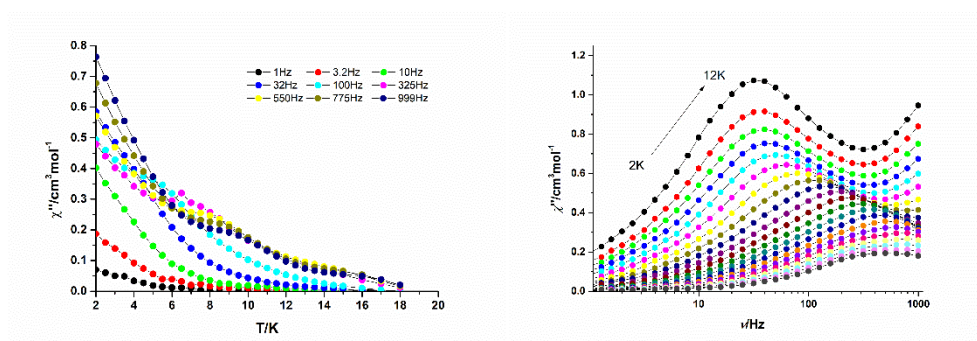 0.8
0.7
0.6
0.5
0.4
0.3
0.2
0.1
0.0
χ''/cm³mol⁻¹
1Hz 3.2Hz 10Hz
32Hz 100Hz 325Hz
550Hz 775Hz 999Hz
2 4 6 8 10 12 14 16 18 20
T/K
1.2
1.0
0.8
0.6
0.4
0.2
0.0
χ''/cm³mol⁻¹
12K
2K
10 100 1000
ν/Hz